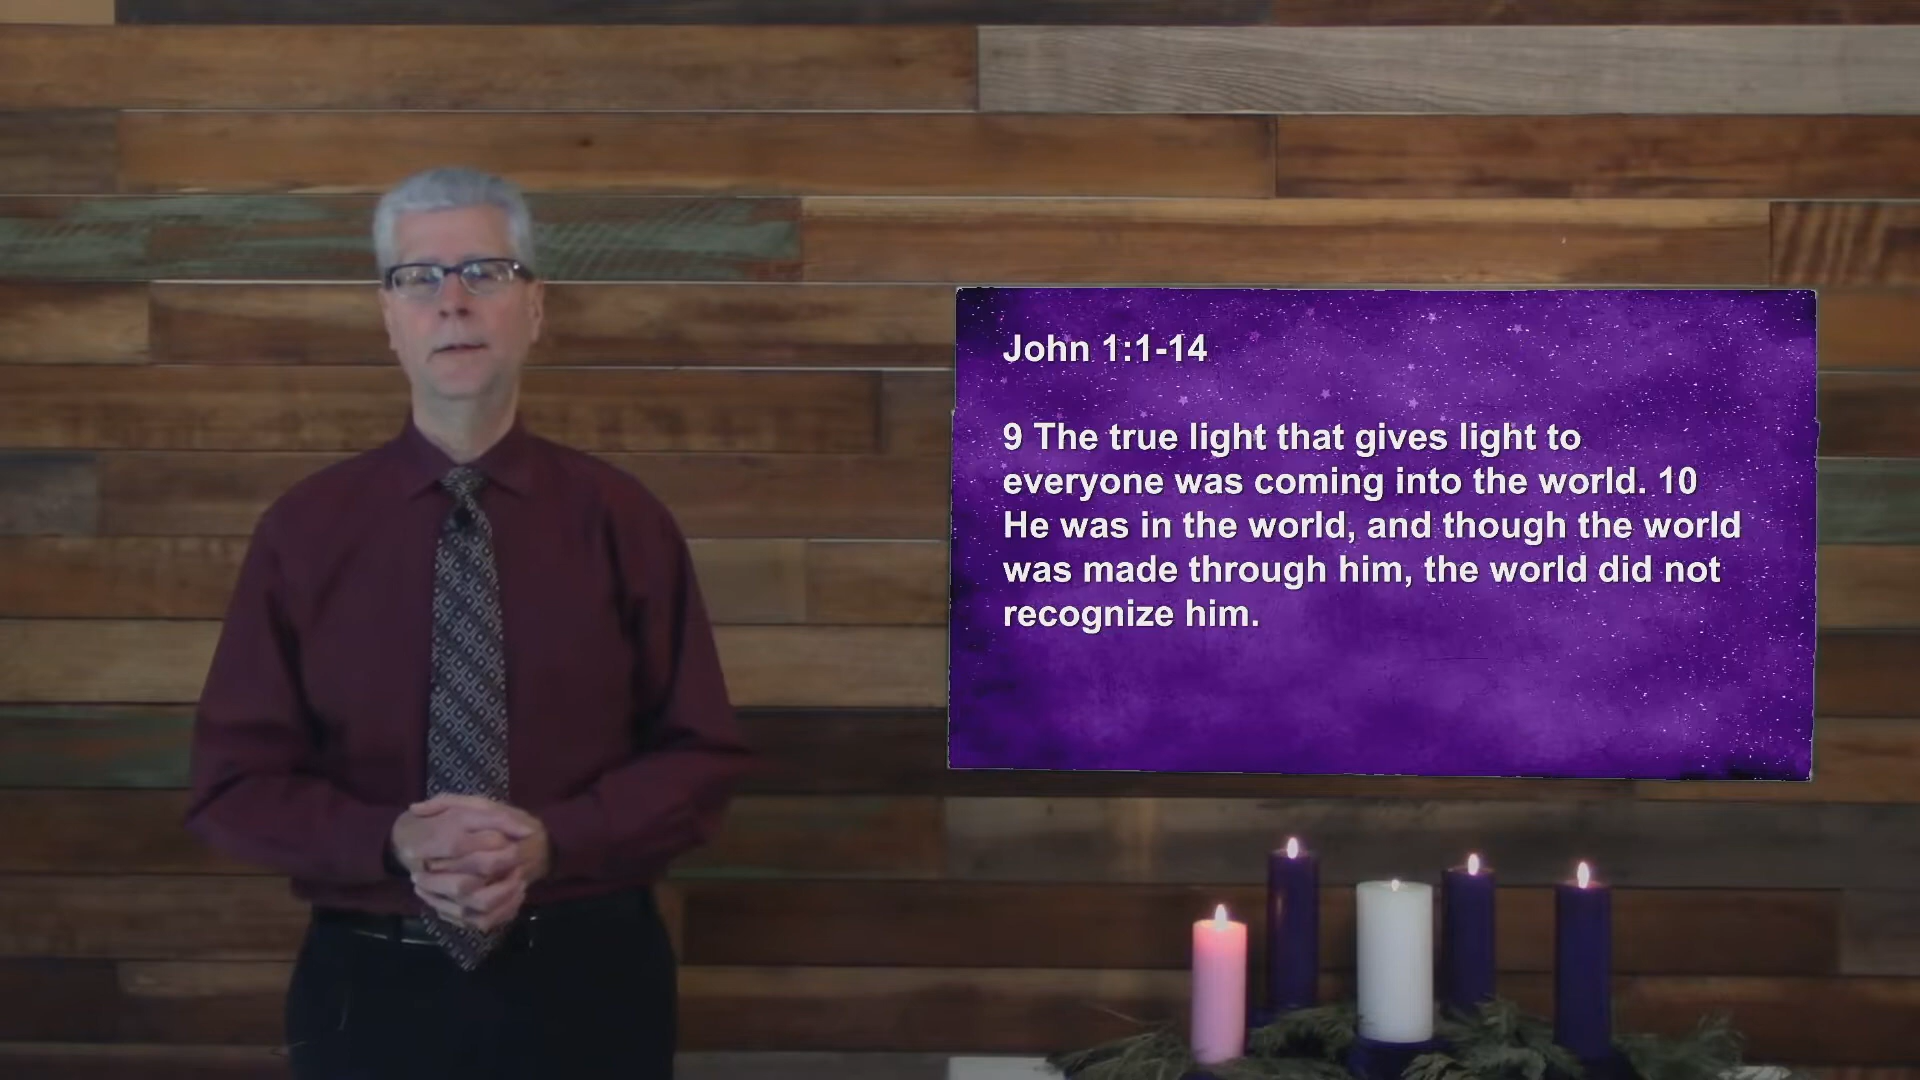 John 1:1-14
9 The true light that gives light to
everyone was coming into the world. 10
He was in the world, and though the world
was made through him, the world did not
recognize him.